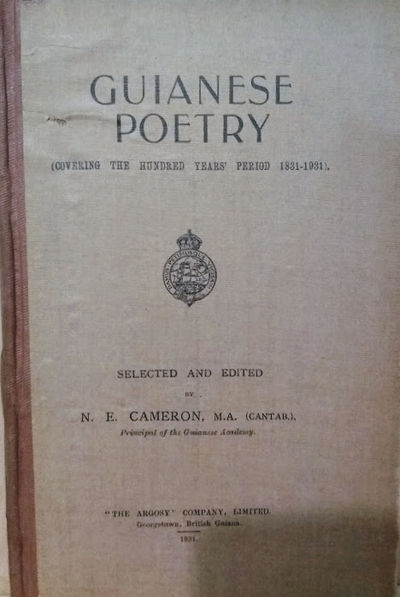 GUIANESE
POETRY
(COVERING THE HUNDRED YEARS' PERIOD 1831-1931).
SELECTED AND EDITED
BY
N. E. CAMERON, M.A. (CANTAB.),
Principal of the Guianese Academy.
"THE ARGOSY" COMPANY, LIMITED.
Georgetown, British Guiana.
1931.